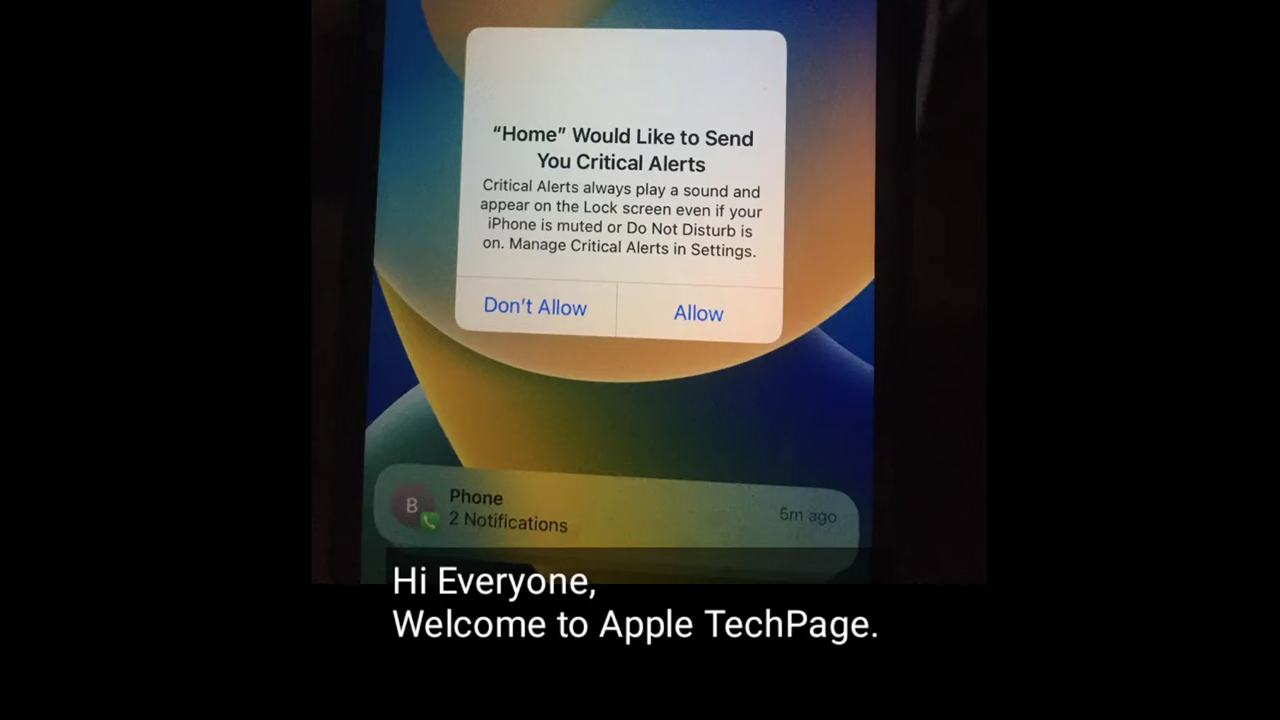 “Home” Would Like to Send
You Critical Alerts
Critical Alerts always play a sound and
appear on the Lock screen even if your
iPhone is muted or Do Not Disturb is
on. Manage Critical Alerts in Settings.
Don’t Allow
Allow
B
Phone
2 Notifications
5m ago
Hi Everyone,
Welcome to Apple TechPage.